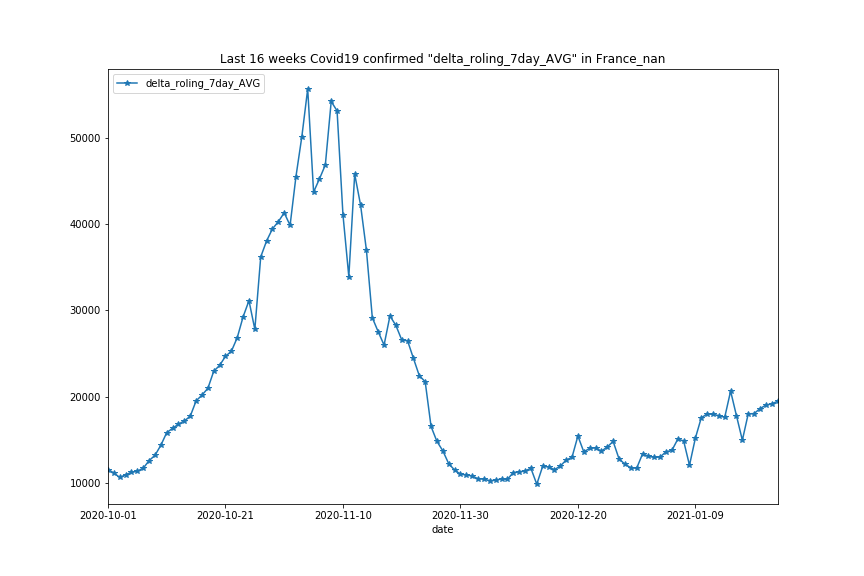 Last 16 weeks Covid19 confirmed "delta_roling_7day_AVG" in France_nan
delta_roling_7day_AVG
50000
40000
30000
20000
10000
2020-10-01 2020-10-21 2020-11-10 2020-11-30 2020-12-20 2021-01-09
date